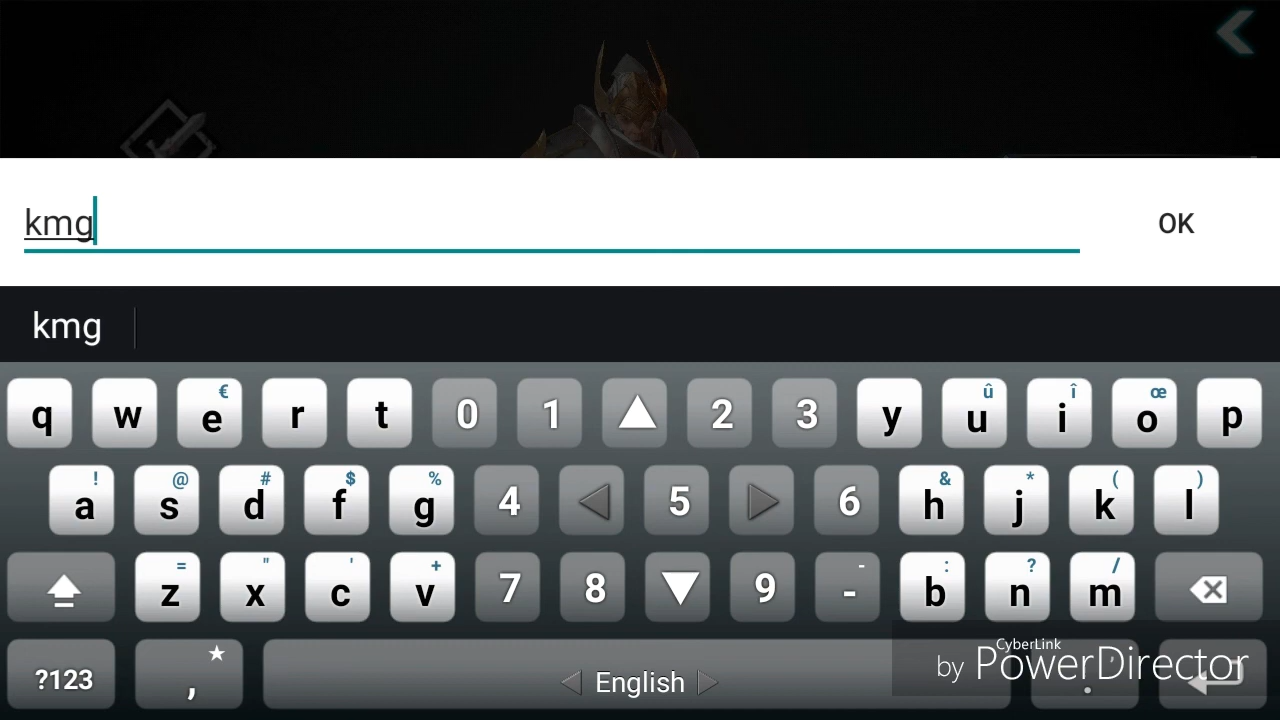 kmg
OK
kmg
q w e € r t 0 1 2 3 y u û i î o œ p
a ! s @ d # f $ g % 4 5 6 h & j * k ( l )
z = x " c ' v + 7 8 9 - - b : n ? m /
?123 , English .
CyberLink
by PowerDirector